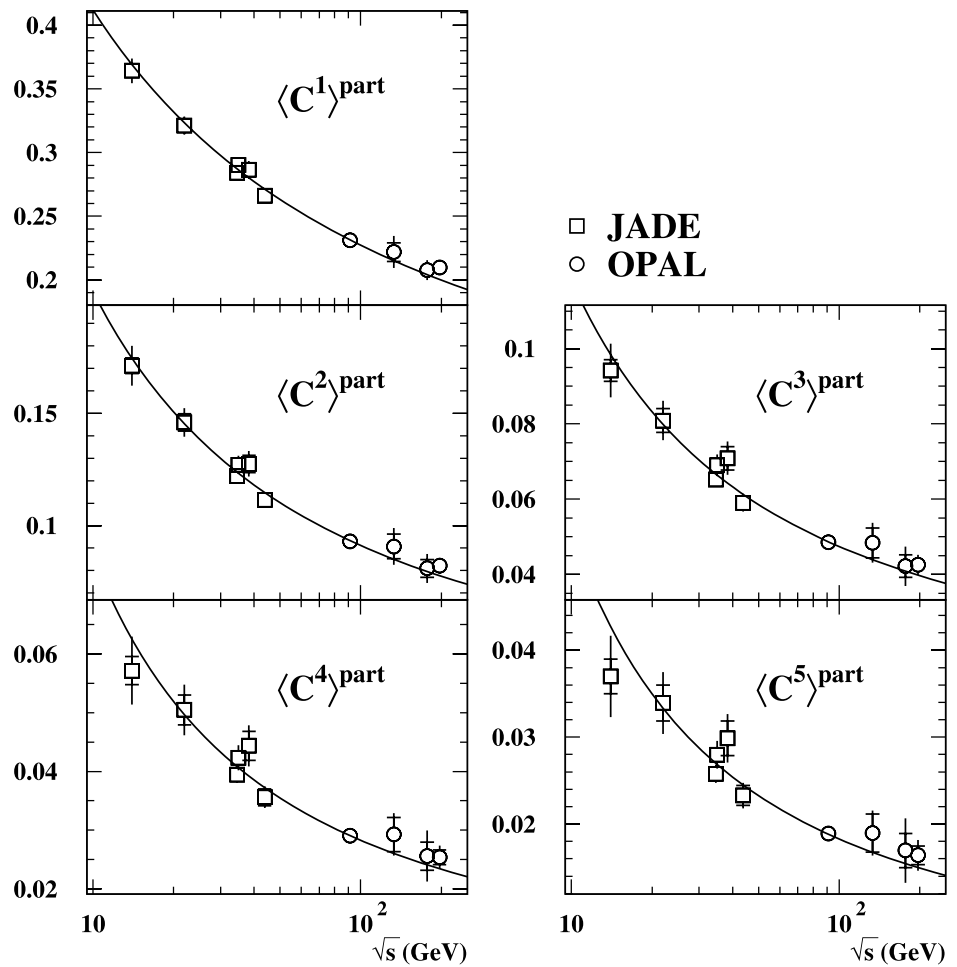 0.4
0.35
0.3
0.25
0.2
⟨C¹⟩ᵖᵃʳᵗ
JADE
OPAL
0.15
0.1
⟨C²⟩ᵖᵃʳᵗ
0.1
0.08
0.06
0.04
⟨C³⟩ᵖᵃʳᵗ
0.06
0.04
0.02
⟨C⁴⟩ᵖᵃʳᵗ
10 10²
√s (GeV)
0.04
0.03
0.02
⟨C⁵⟩ᵖᵃʳᵗ
10 10²
√s (GeV)